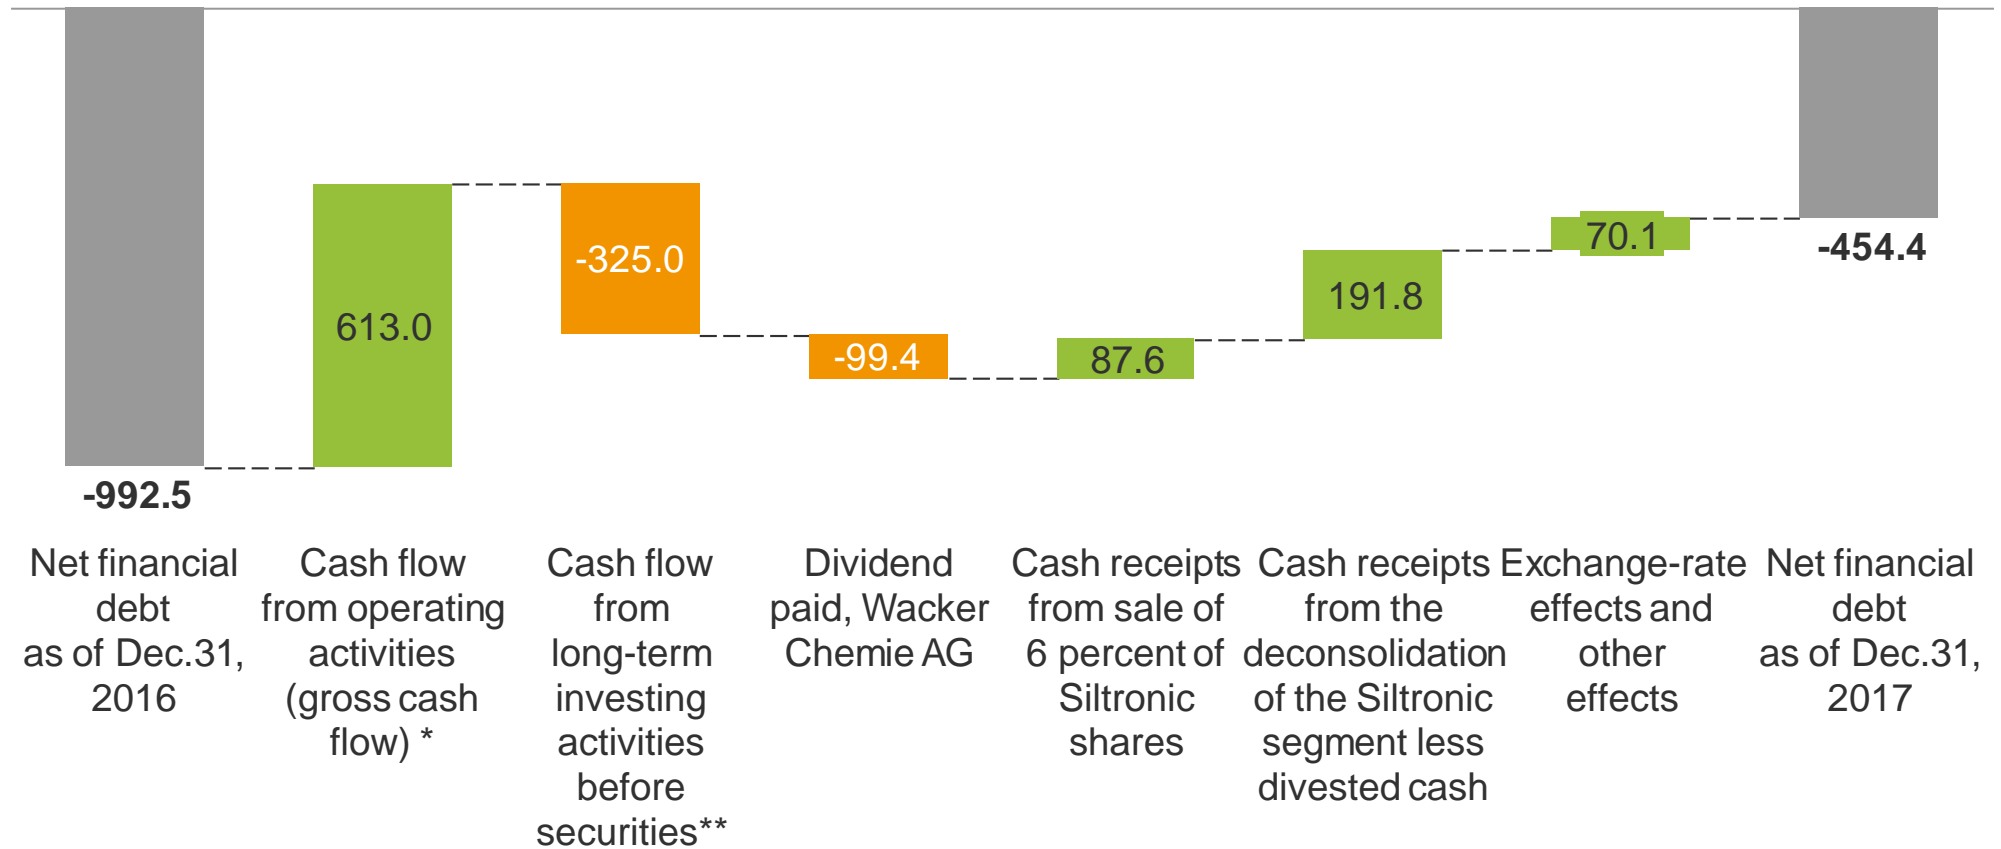 -992.5
613.0
-325.0
-99.4
87.6
191.8
70.1
-454.4
Net financial
debt
as of Dec.31,
2016
Cash flow
from operating
activities
(gross cash
flow) *
Cash flow
from
long-term
investing
activities
before
securities**
Dividend
paid, Wacker
Chemie AG
Cash receipts
from sale of
6 percent of
Siltronic
shares
Cash receipts
from the
deconsolidation
of the Siltronic
segment less
divested cash
Exchange-rate
effects and
other
effects
Net financial
debt
as of Dec.31,
2017